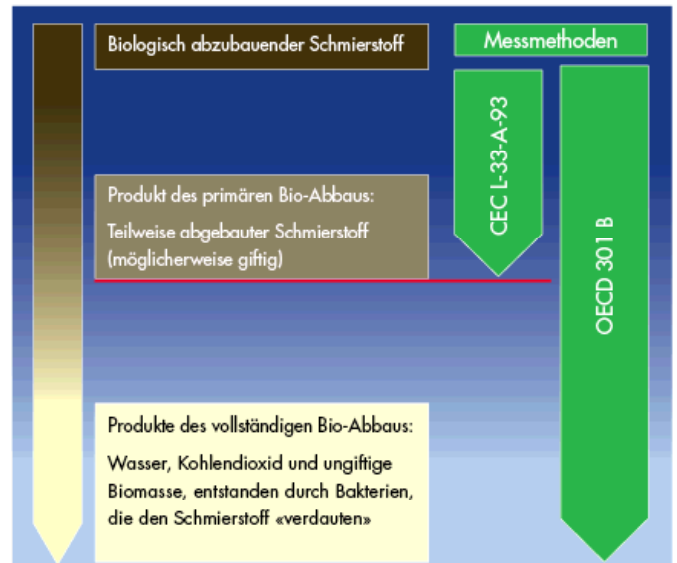 Biologisch abzubauender Schmierstoff
Messmethoden
CEC L-33-A-93
OECD 301 B
Produkt des primären Bio-Abbaus:
Teilweise abgebauter Schmierstoff
(möglicherweise giftig)
Produkte des vollständigen Bio-Abbaus:
Wasser, Kohlendioxid und ungiftige
Biomasse, entstanden durch Bakterien,
die den Schmierstoff «verdauten»